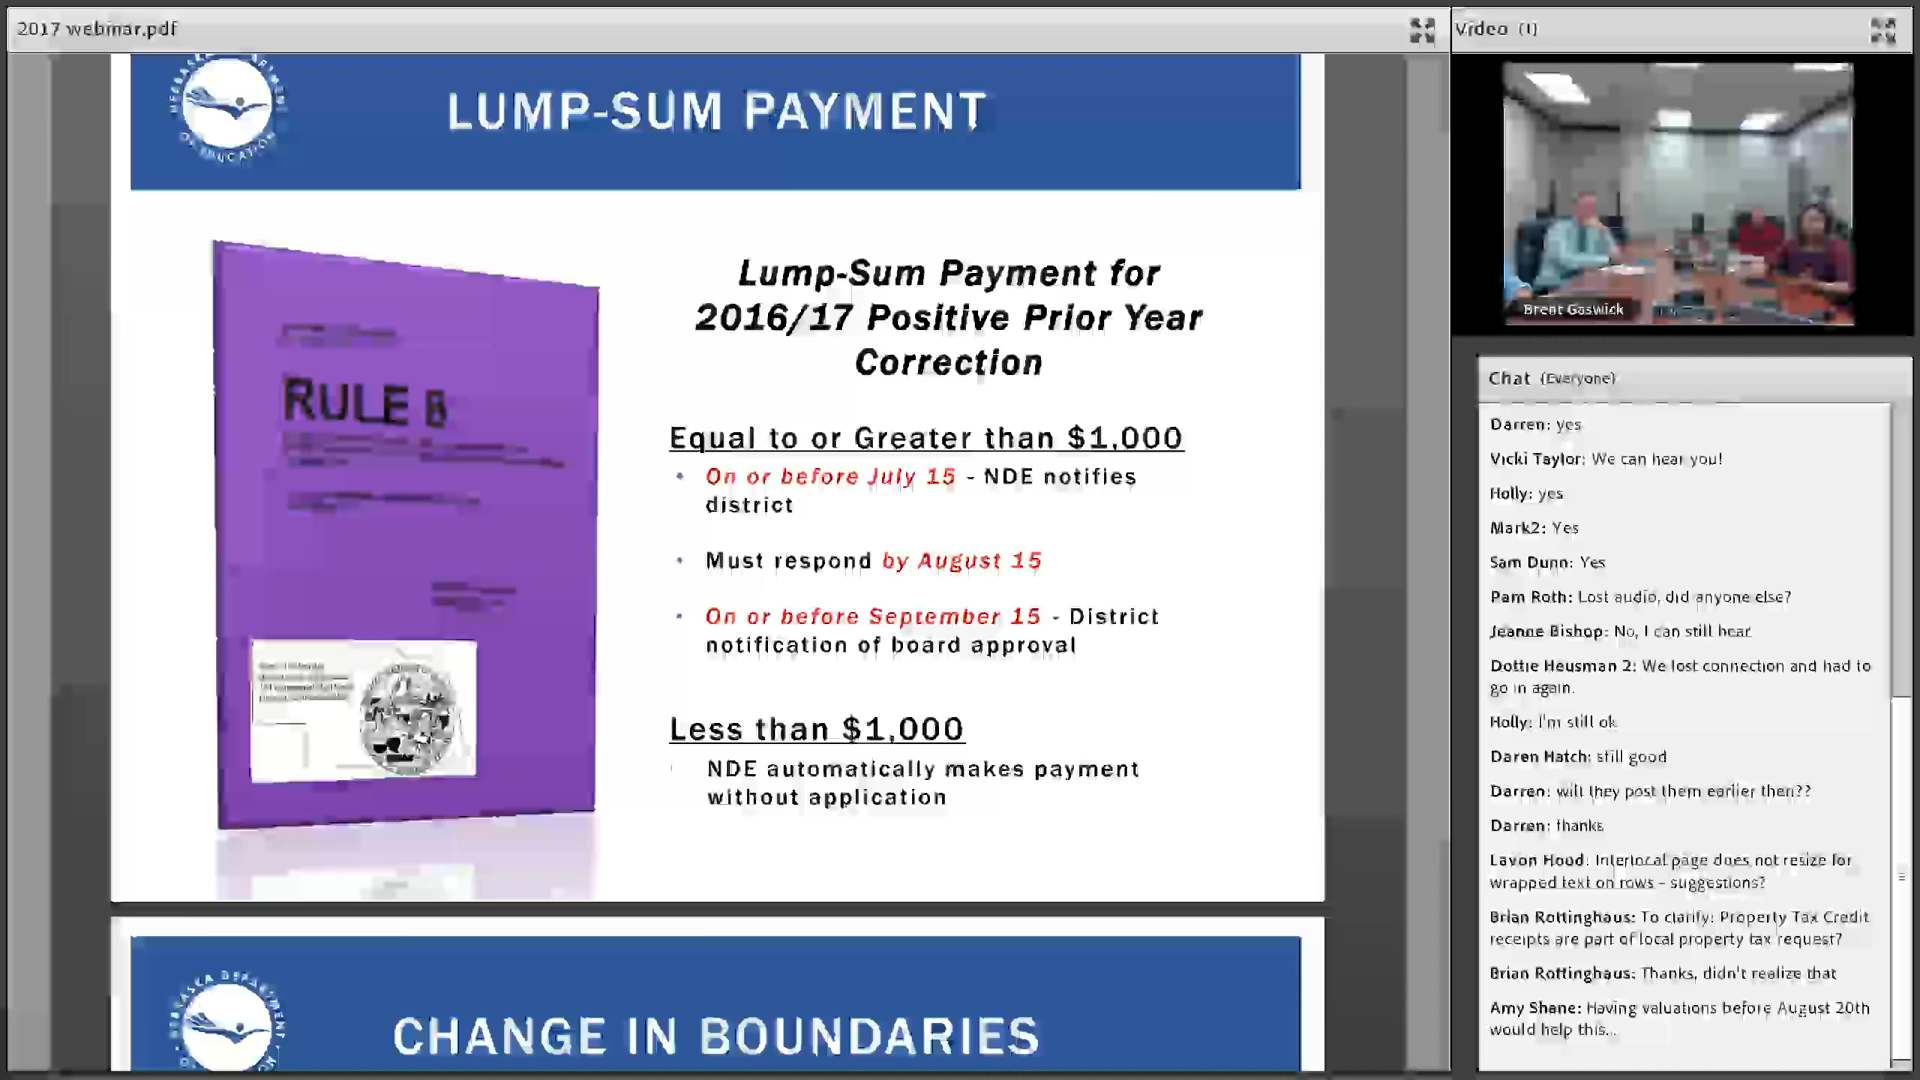 2017 webinar.pdf
LUMP-SUM PAYMENT
OF EDUCATION
RULE 8
Lump-Sum Payment for
2016/17 Positive Prior Year
Correction
Equal to or Greater than $1,000
• On or before July 15 - NDE notifies
district
• Must respond by August 15
• On or before September 15 - District
notification of board approval
Less than $1,000
NDE automatically makes payment
without application
NEBRASKA DEPARTMENT
CHANGE IN BOUNDARIES
Video (1)
Brent Gaswick
Chat (Everyone)
Darren: yes
Vicki Taylor: We can hear you!
Holly: yes
Mark2: Yes
Sam Dunn: Yes
Pam Roth: Lost audio, did anyone else?
Jeanne Bishop: No, I can still hear
Dottie Heusman 2: We lost connection and had to
go in again.
Holly: I'm still ok
Daren Hatch: still good
Darren: will they post them earlier then??
Darren: thanks
Lavon Hood: Interlocal page does not resize for
wrapped text on rows - suggestions?
Brian Rottinghaus: To clarify: Property Tax Credit
receipts are part of local property tax request?
Brian Rottinghaus: Thanks, didn't realize that
Amy Shane: Having valuations before August 20th
would help this...